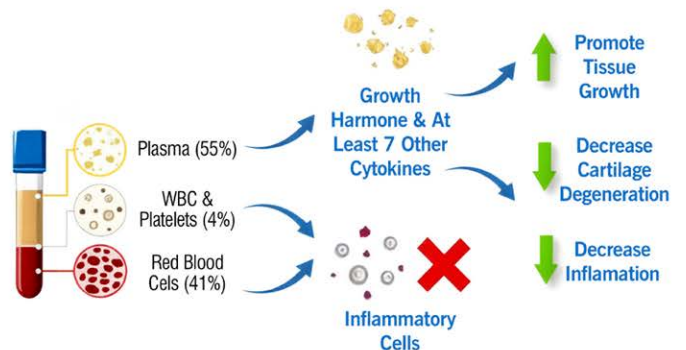 Plasma (55%)
WBC &
Platelets (4%)
Red Blood
Cels (41%)
Growth
Harmone & At
Least 7 Other
Cytokines
Inflammatory
Cells
Promote
Tissue
Growth
Decrease
Cartilage
Degeneration
Decrease
Inflamation